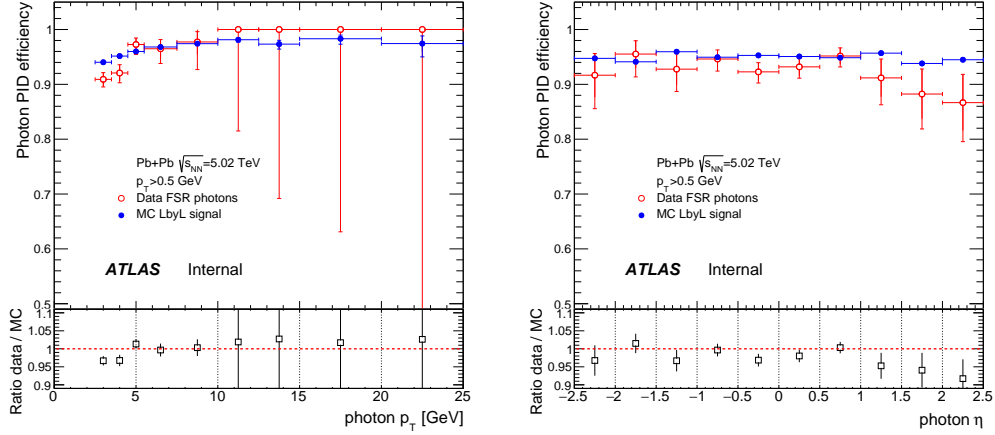 Photon PID efficiency
1
0.9
0.8
0.7
0.6
0.5
Pb+Pb √s_NN=5.02 TeV
p_T>0.5 GeV
Data FSR photons
MC LbyL signal
ATLAS Internal
Ratio data / MC
1.1
1.05
1
0.95
0.9
0 5 10 15 20 25
photon p_T [GeV]
Photon PID efficiency
1
0.9
0.8
0.7
0.6
0.5
Pb+Pb √s_NN=5.02 TeV
p_T>0.5 GeV
Data FSR photons
MC LbyL signal
ATLAS Internal
Ratio data / MC
1.1
1.05
1
0.95
0.9
−2.5 −2 −1.5 −1 −0.5 0 0.5 1 1.5 2 2.5
photon η